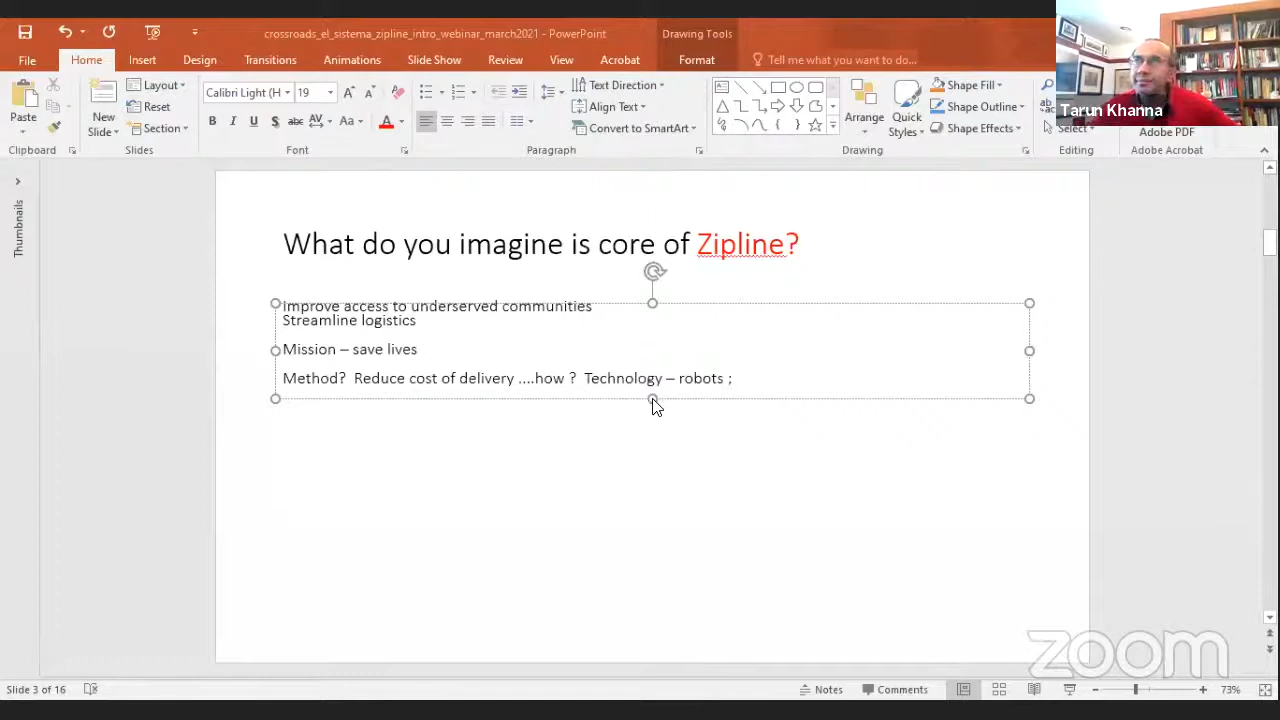 crossroads_el_sistema_zipline_intro_webinar_march2021 - PowerPoint
Drawing Tools
File Home Insert Design Transitions Animations Slide Show Review View Acrobat Format Tell me what you want to do...
Paste
Clipboard
New
Slide
Layout
Reset
Section
Slides
Calibri Light (H 19
B I U S abc AV Aa A
Font
Text Direction
Align Text
Convert to SmartArt
Paragraph
Arrange
Quick
Styles
Shape Fill
Shape Outline
Shape Effects
Drawing
Select
Editing
Adobe PDF
Adobe Acrobat
Tarun Khanna
Thumbnails
What do you imagine is core of Zipline?
Improve access to underserved communities
Streamline logistics
Mission – save lives
Method? Reduce cost of delivery ....how ? Technology – robots ;
zoom
Slide 3 of 16
Notes
Comments
73%